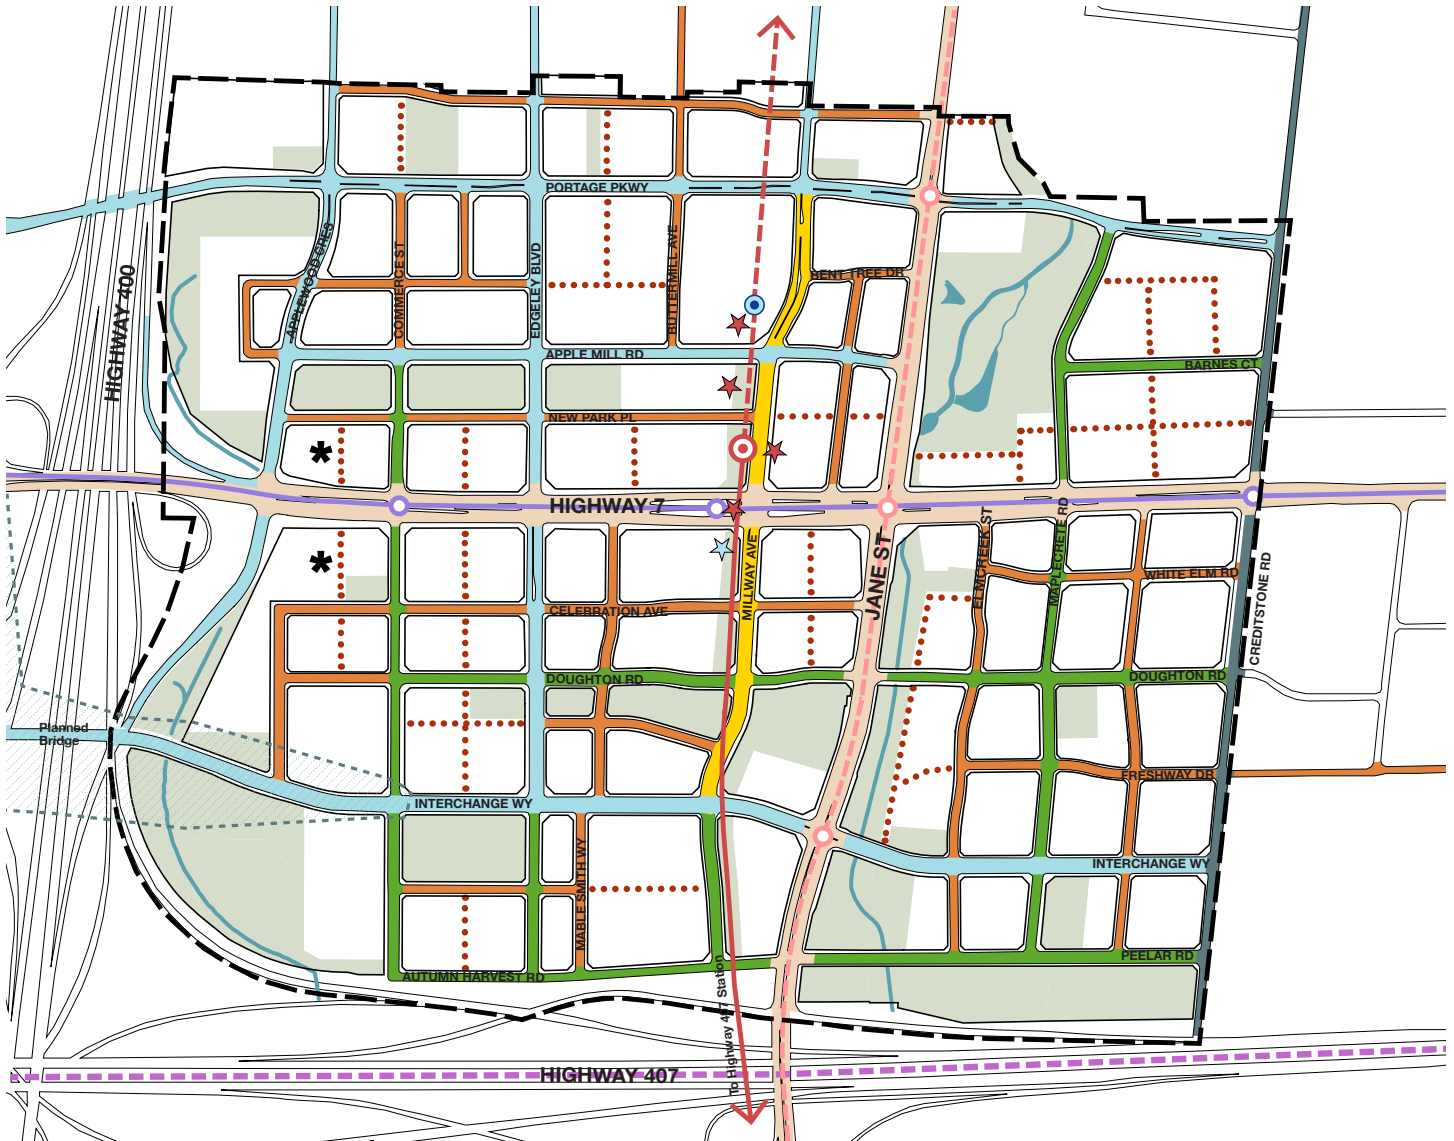 PORTAGE PKWY
APPLEWOOD CRES
COMMERCE ST
EDGELEY BLVD
BUTTERMILL AVE
BENT TREE DR
HIGHWAY 400
APPLE MILL RD
BARNES CT
NEW PARK PL
*
HIGHWAY 7
*
MILLWAY AVE
JANE ST
ELMCREEK ST
MAPLECRETE RD
WHITE ELM RD
CREDITSTONE RD
CELEBRATION AVE
DOUGHTON RD
DOUGHTON RD
Planned
Bridge
FRESHWAY DR
INTERCHANGE WY
MABLE SMITH WY
INTERCHANGE WY
PEELAR RD
AUTUMN HARVEST RD
To Highway 407 Station
HIGHWAY 407